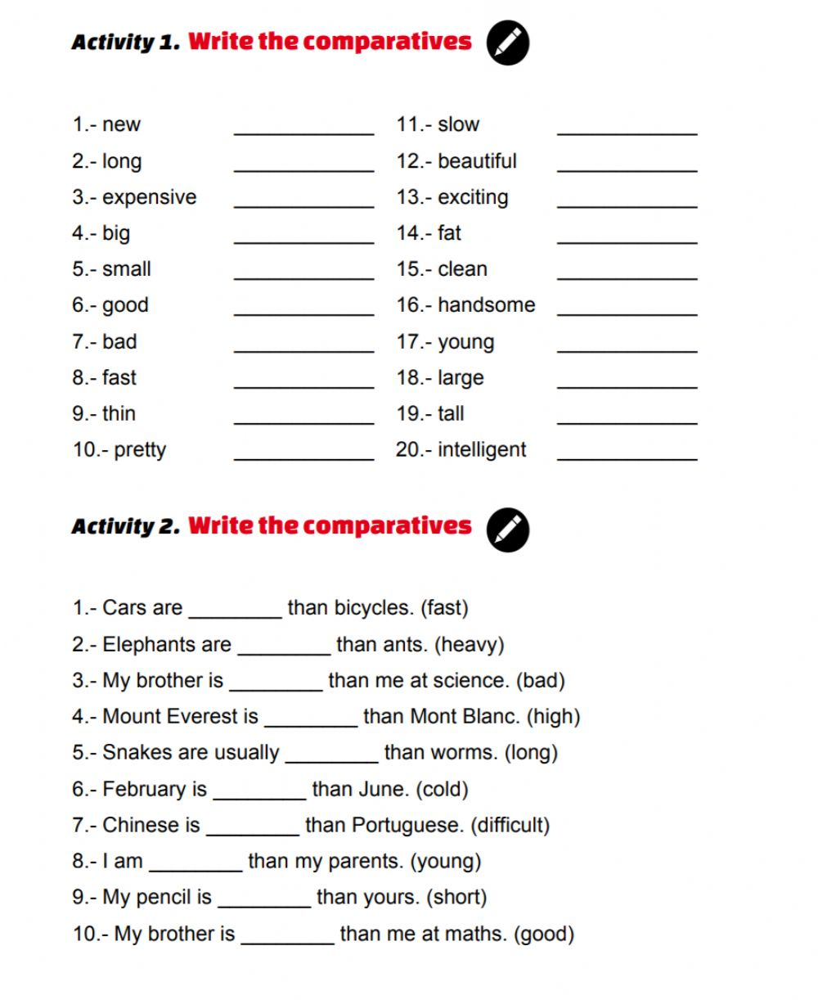 Activity 1. Write the comparatives
1.- new ____________ 11.- slow ____________
2.- long ____________ 12.- beautiful ____________
3.- expensive ____________ 13.- exciting ____________
4.- big ____________ 14.- fat ____________
5.- small ____________ 15.- clean ____________
6.- good ____________ 16.- handsome ____________
7.- bad ____________ 17.- young ____________
8.- fast ____________ 18.- large ____________
9.- thin ____________ 19.- tall ____________
10.- pretty ____________ 20.- intelligent ____________
Activity 2. Write the comparatives
1.- Cars are ________ than bicycles. (fast)
2.- Elephants are ________ than ants. (heavy)
3.- My brother is ________ than me at science. (bad)
4.- Mount Everest is ________ than Mont Blanc. (high)
5.- Snakes are usually ________ than worms. (long)
6.- February is ________ than June. (cold)
7.- Chinese is ________ than Portuguese. (difficult)
8.- I am ________ than my parents. (young)
9.- My pencil is ________ than yours. (short)
10.- My brother is ________ than me at maths. (good)